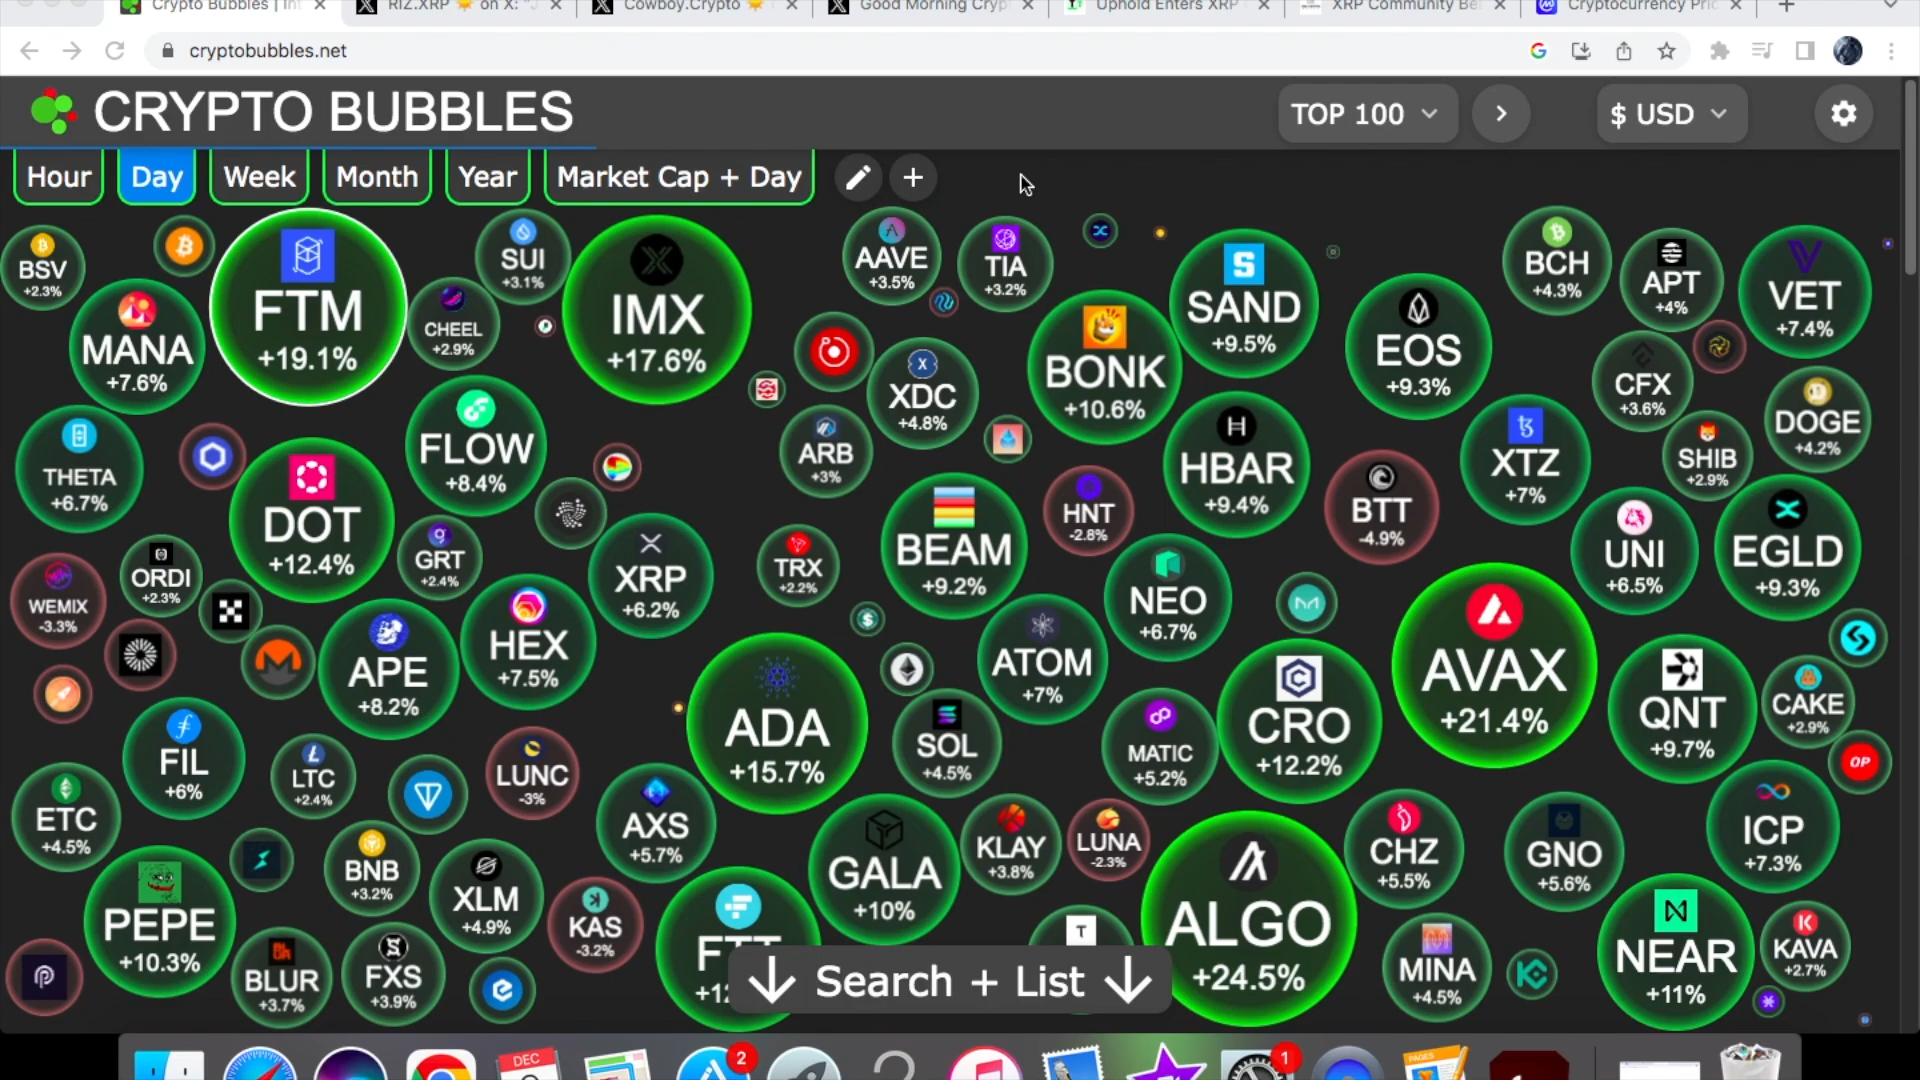 Crypto Bubbles | Int
RIZ.XRP ☀️ on X: "J
Cowboy.Crypto ☀️
Good Morning Cryp
Uphold Enters XRP
XRP Community Be
Cryptocurrency Pric
cryptobubbles.net
CRYPTO BUBBLES
TOP 100
$ USD
Hour
Day
Week
Month
Year
Market Cap + Day
BSV
+2.3%
MANA
+7.6%
FTM
+19.1%
SUI
+3.1%
CHEEL
+2.9%
IMX
+17.6%
AAVE
+3.5%
TIA
+3.2%
SAND
+9.5%
BCH
+4.3%
APT
+4%
VET
+7.4%
BONK
+10.6%
EOS
+9.3%
CFX
+3.6%
DOGE
+4.2%
XDC
+4.8%
ARB
+3%
FLOW
+8.4%
THETA
+6.7%
DOT
+12.4%
GRT
+2.4%
HBAR
+9.4%
XTZ
+7%
SHIB
+2.9%
HNT
-2.8%
BTT
-4.9%
BEAM
+9.2%
UNI
+6.5%
EGLD
+9.3%
XRP
+6.2%
TRX
+2.2%
ORDI
+2.3%
WEMIX
-3.3%
NEO
+6.7%
HEX
+7.5%
APE
+8.2%
ATOM
+7%
AVAX
+21.4%
ADA
+15.7%
CRO
+12.2%
QNT
+9.7%
CAKE
+2.9%
OP
SOL
+4.5%
MATIC
+5.2%
FIL
+6%
LTC
+2.4%
LUNC
-3%
ETC
+4.5%
AXS
+5.7%
ICP
+7.3%
KLAY
+3.8%
LUNA
-2.3%
CHZ
+5.5%
GNO
+5.6%
GALA
+10%
BNB
+3.2%
XLM
+4.9%
PEPE
+10.3%
KAS
-3.2%
ALGO
+24.5%
NEAR
+11%
KAVA
+2.7%
MINA
+4.5%
BLUR
+3.7%
FXS
+3.9%
FTT
T
↓ Search + List ↓
DEC
2
1
PAGES